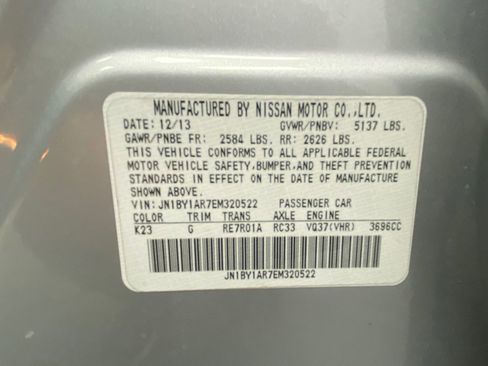 MANUFACTURED BY NISSAN MOTOR CO.,LTD.
DATE: 12/13 GVWR/PNBV: 5137 LBS.
GAWR/PNBE FR: 2584 LBS. RR: 2626 LBS.
THIS VEHICLE CONFORMS TO ALL APPLICABLE FEDERAL
MOTOR VEHICLE SAFETY,BUMPER,AND THEFT PREVENTION
STANDARDS IN EFFECT ON THE DATE OF MANUFACTURE
SHOWN ABOVE.
VIN: JN1BY1AR7EM320522 PASSENGER CAR
COLOR TRIM TRANS AXLE ENGINE
K23 G RE7R01A RC33 VQ37(VHR) 3696CC
JN1BY1AR7EM320522